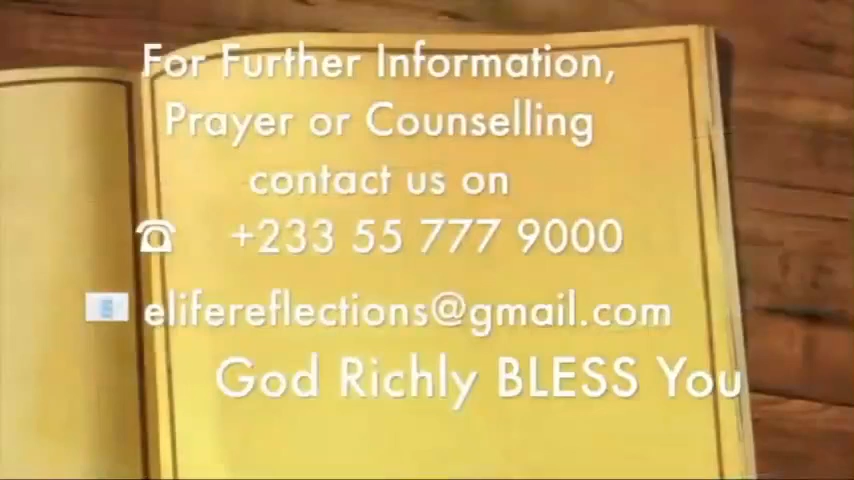 For Further Information,
Prayer or Counselling
contact us on
☎ +233 55 777 9000
elifereflections@gmail.com
God Richly BLESS You